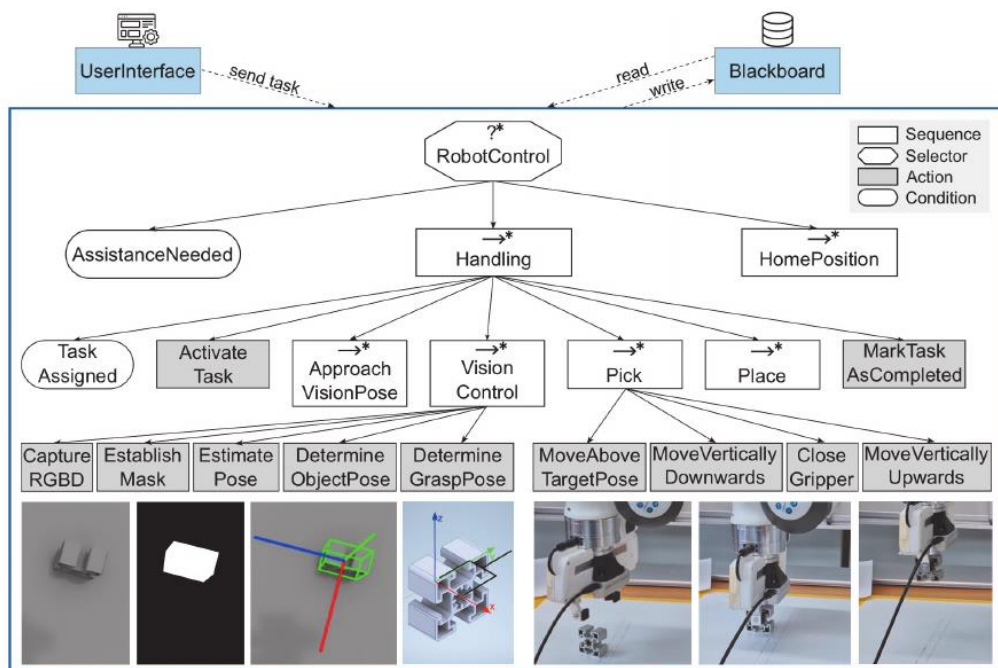 UserInterface
send task
read
write
Blackboard
?*
RobotControl
Sequence
Selector
Action
Condition
AssistanceNeeded
→*
Handling
→*
HomePosition
Task
Assigned
Activate
Task
→*
Approach
VisionPose
→*
Vision
Control
→*
Pick
→*
Place
MarkTask
AsCompleted
Capture
RGBD
Establish
Mask
Estimate
Pose
Determine
ObjectPose
Determine
GraspPose
MoveAbove
TargetPose
MoveVertically
Downwards
Close
Gripper
MoveVertically
Upwards
z
x